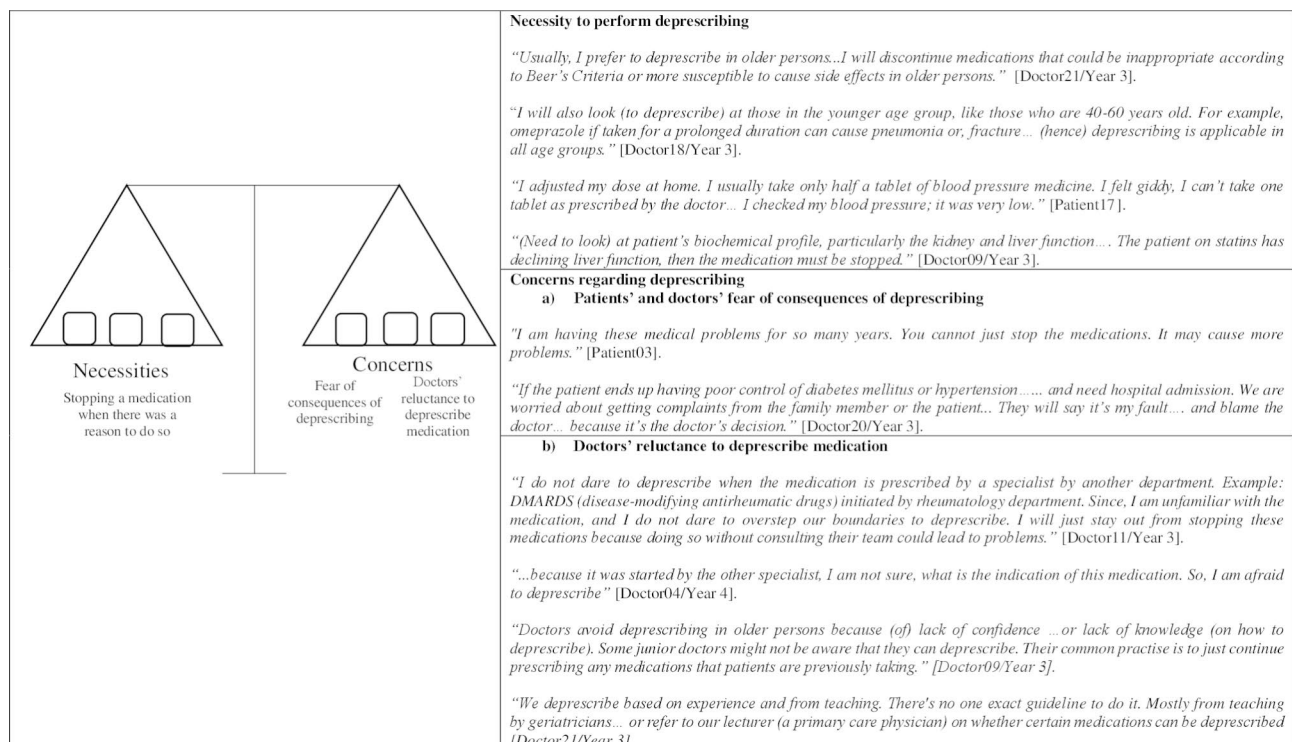 Necessities
Stopping a medication
when there was a
reason to do so
Concerns
Fear of
consequences of
deprescribing
Doctors'
reluctance to
deprescribe
medication
Necessity to perform deprescribing
“Usually, I prefer to deprescribe in older persons...I will discontinue medications that could be inappropriate according
to Beer's Criteria or more susceptible to cause side effects in older persons.” [Doctor21/Year 3].
“I will also look (to deprescribe) at those in the younger age group, like those who are 40-60 years old. For example,
omeprazole if taken for a prolonged duration can cause pneumonia or, fracture… (hence) deprescribing is applicable in
all age groups.” [Doctor18/Year 3].
“I adjusted my dose at home. I usually take only half a tablet of blood pressure medicine. I felt giddy, I can't take one
tablet as prescribed by the doctor… I checked my blood pressure; it was very low.” [Patient17].
“(Need to look) at patient's biochemical profile, particularly the kidney and liver function…. The patient on statins has
declining liver function, then the medication must be stopped.” [Doctor09/Year 3].
Concerns regarding deprescribing
a) Patients' and doctors' fear of consequences of deprescribing
"I am having these medical problems for so many years. You cannot just stop the medications. It may cause more
problems.” [Patient03].
“If the patient ends up having poor control of diabetes mellitus or hypertension…... and need hospital admission. We are
worried about getting complaints from the family member or the patient... They will say it's my fault…. and blame the
doctor… because it's the doctor's decision.” [Doctor20/Year 3].
b) Doctors' reluctance to deprescribe medication
“I do not dare to deprescribe when the medication is prescribed by a specialist by another department. Example:
DMARDS (disease-modifying antirheumatic drugs) initiated by rheumatology department. Since, I am unfamiliar with the
medication, and I do not dare to overstep our boundaries to deprescribe. I will just stay out from stopping these
medications because doing so without consulting their team could lead to problems.” [Doctor11/Year 3].
“...because it was started by the other specialist, I am not sure, what is the indication of this medication. So, I am afraid
to deprescribe” [Doctor04/Year 4].
“Doctors avoid deprescribing in older persons because (of) lack of confidence …or lack of knowledge (on how to
deprescribe). Some junior doctors might not be aware that they can deprescribe. Their common practise is to just continue
prescribing any medications that patients are previously taking.” [Doctor09/Year 3].
“We deprescribe based on experience and from teaching. There's no one exact guideline to do it. Mostly from teaching
by geriatricians… or refer to our lecturer (a primary care physician) on whether certain medications can be deprescribed
[Doctor21/Year 3]